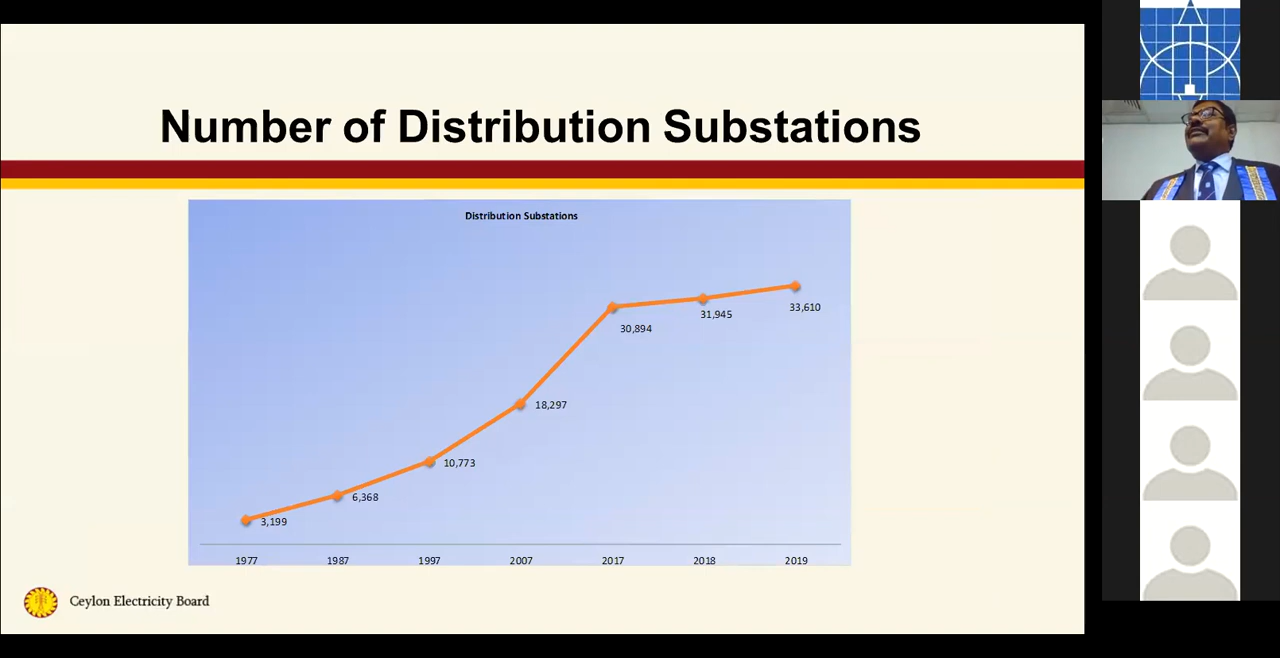 Number of Distribution Substations
Distribution Substations
33,610
31,945
30,894
18,297
10,773
6,368
3,199
1977 1987 1997 2007 2017 2018 2019
Ceylon Electricity Board